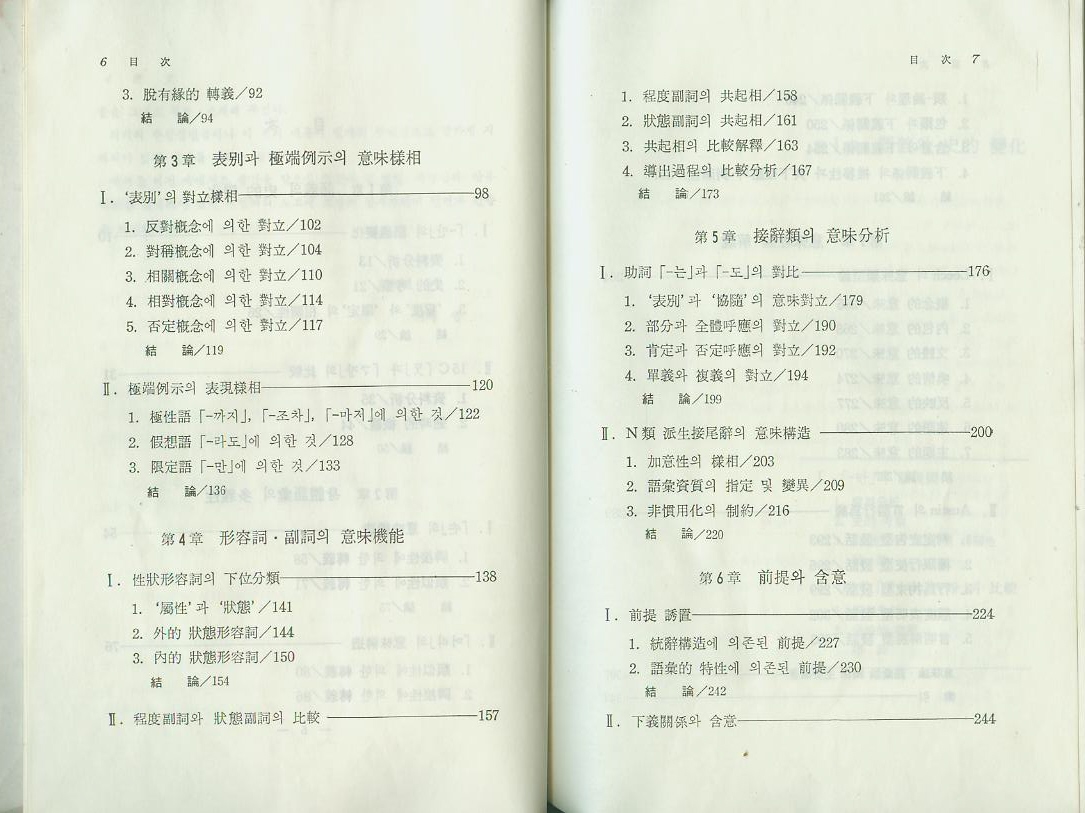 6 目 次
3. 脫有緣的 轉義/92
結 論/94
第3章 表別과 極端例示의 意味樣相
Ⅰ. ‘表別’의 對立樣相 98
1. 反對槪念에 의한 對立/102
2. 對稱槪念에 의한 對立/104
3. 相關槪念에 의한 對立/110
4. 相對槪念에 의한 對立/114
5. 否定槪念에 의한 對立/117
結 論/119
Ⅱ. 極端例示의 表現樣相 120
1. 極性語「-까지」,「-조차」,「-마저」에 의한 것/122
2. 假想語「-라도」에 의한 것/128
3. 限定語「-만」에 의한 것/133
結 論/136
第4章 形容詞·副詞의 意味機能
Ⅰ. 性狀形容詞의 下位分類 138
1. ‘屬性’과 ‘狀態’/141
2. 外的 狀態形容詞/144
3. 內的 狀態形容詞/150
結 論/154
Ⅱ. 程度副詞와 狀態副詞의 比較 157
目 次 7
1. 程度副詞의 共起相/158
2. 狀態副詞의 共起相/161
3. 共起相의 比較解釋/163
4. 導出過程의 比較分析/167
結 論/173
第5章 接辭類의 意味分析
Ⅰ. 助詞「-는」과「-도」의 對比 176
1. ‘表別’과 ‘協隨’의 意味對立/179
2. 部分과 全體呼應의 對立/190
3. 肯定과 否定呼應의 對立/192
4. 單義와 複義의 對立/194
結 論/199
Ⅱ. N類 派生接尾辭의 意味構造 200
1. 加意性의 樣相/203
2. 語彙資質의 指定 및 變異/209
3. 非慣用化의 制約/216
結 論/220
第6章 前提와 含意
Ⅰ. 前提 誘置 224
1. 統辭構造에 의존된 前提/227
2. 語彙的 特性에 의존된 前提/230
結 論/242
Ⅱ. 下義關係와 含意 244